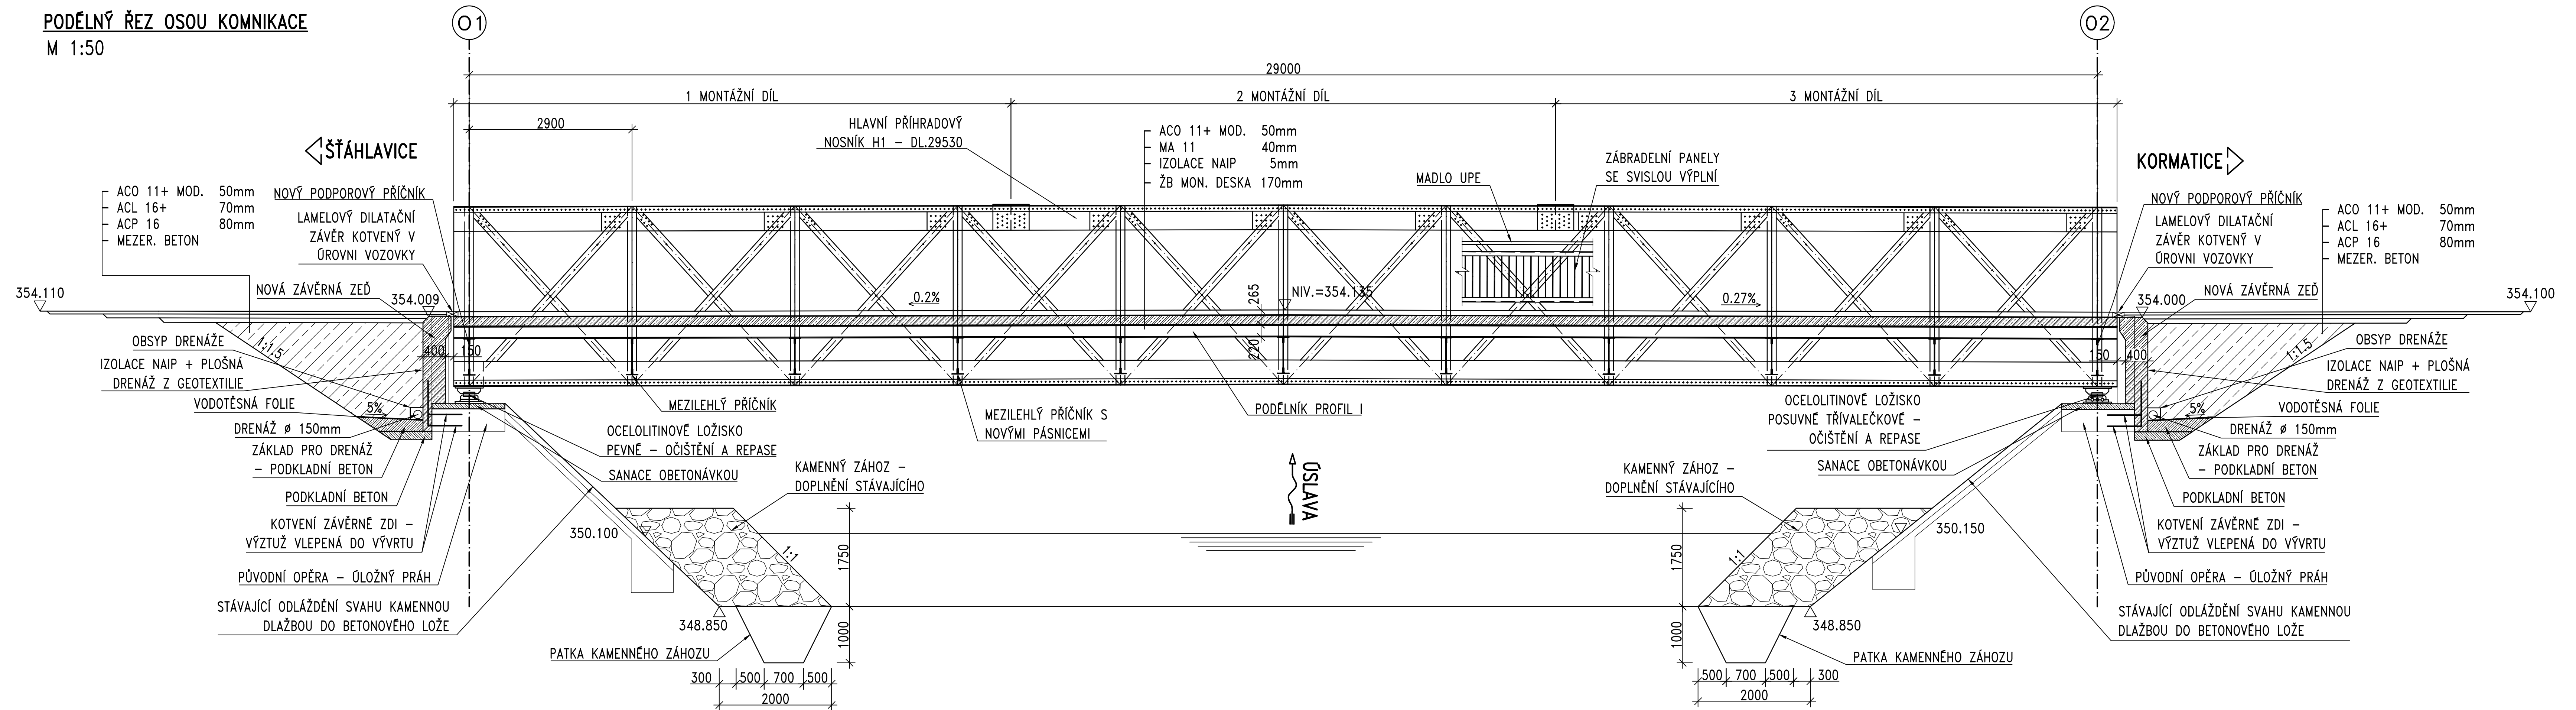 PODÉLNÝ ŘEZ OSOU KOMNIKACE
M 1:50
O1
O2
29000
1 MONTÁŽNÍ DÍL
2 MONTÁŽNÍ DÍL
3 MONTÁŽNÍ DÍL
2900
HLAVNÍ PŘÍHRADOVÝ
NOSNÍK H1 – DL.29530
ACO 11+ MOD. 50mm
MA 11 40mm
IZOLACE NAIP 5mm
ŽB MON. DESKA 170mm
MADLO UPE
ZÁBRADELNÍ PANELY
SE SVISLOU VÝPLNÍ
ŠŤÁHLAVICE
KORMATICE
ACO 11+ MOD. 50mm
ACL 16+ 70mm
ACP 16 80mm
MEZER. BETON
NOVÝ PODPOROVÝ PŘÍČNÍK
LAMELOVÝ DILATAČNÍ
ZÁVĚR KOTVENÝ V
ÚROVNI VOZOVKY
NOVÁ ZÁVĚRNÁ ZEĎ
354.110
354.009
0.2%
265
NIV.=354.135
220
0.27%
NOVÝ PODPOROVÝ PŘÍČNÍK
LAMELOVÝ DILATAČNÍ
ZÁVĚR KOTVENÝ V
ÚROVNI VOZOVKY
ACO 11+ MOD. 50mm
ACL 16+ 70mm
ACP 16 80mm
MEZER. BETON
354.000
NOVÁ ZÁVĚRNÁ ZEĎ
354.100
OBSYP DRENÁŽE
1:1.5
400
150
IZOLACE NAIP + PLOŠNÁ
DRENÁŽ Z GEOTEXTILIE
VODOTĚSNÁ FOLIE
5%
DRENÁŽ ø 150mm
ZÁKLAD PRO DRENÁŽ
– PODKLADNÍ BETON
PODKLADNÍ BETON
KOTVENÍ ZÁVĚRNÉ ZDI –
VÝZTUŽ VLEPENÁ DO VÝVRTU
PŮVODNÍ OPĚRA – ÚLOŽNÝ PRÁH
STÁVAJÍCÍ ODLÁŽDĚNÍ SVAHU KAMENNOU
DLAŽBOU DO BETONOVÉHO LOŽE
MEZILEHLÝ PŘÍČNÍK
OCELOLITINOVÉ LOŽISKO
PEVNÉ – OČIŠTĚNÍ A REPASE
SANACE OBETONÁVKOU
KAMENNÝ ZÁHOZ –
DOPLNĚNÍ STÁVAJÍCÍHO
MEZILEHLÝ PŘÍČNÍK S
NOVÝMI PÁSNICEMI
PODÉLNÍK PROFIL I
ÚSLAVA
350.100
1:1
1750
348.850
1000
PATKA KAMENNÉHO ZÁHOZU
300
500
700
500
2000
OCELOLITINOVÉ LOŽISKO
POSUVNÉ TŘÍVALEČKOVÉ –
OČIŠTĚNÍ A REPASE
SANACE OBETONÁVKOU
KAMENNÝ ZÁHOZ –
DOPLNĚNÍ STÁVAJÍCÍHO
350.150
1:1
1750
348.850
1000
PATKA KAMENNÉHO ZÁHOZU
500
700
500
300
2000
150
400
1:1.5
OBSYP DRENÁŽE
IZOLACE NAIP + PLOŠNÁ
DRENÁŽ Z GEOTEXTILIE
5%
VODOTĚSNÁ FOLIE
DRENÁŽ ø 150mm
ZÁKLAD PRO DRENÁŽ
– PODKLADNÍ BETON
PODKLADNÍ BETON
KOTVENÍ ZÁVĚRNÉ ZDI –
VÝZTUŽ VLEPENÁ DO VÝVRTU
PŮVODNÍ OPĚRA – ÚLOŽNÝ PRÁH
STÁVAJÍCÍ ODLÁŽDĚNÍ SVAHU KAMENNOU
DLAŽBOU DO BETONOVÉHO LOŽE